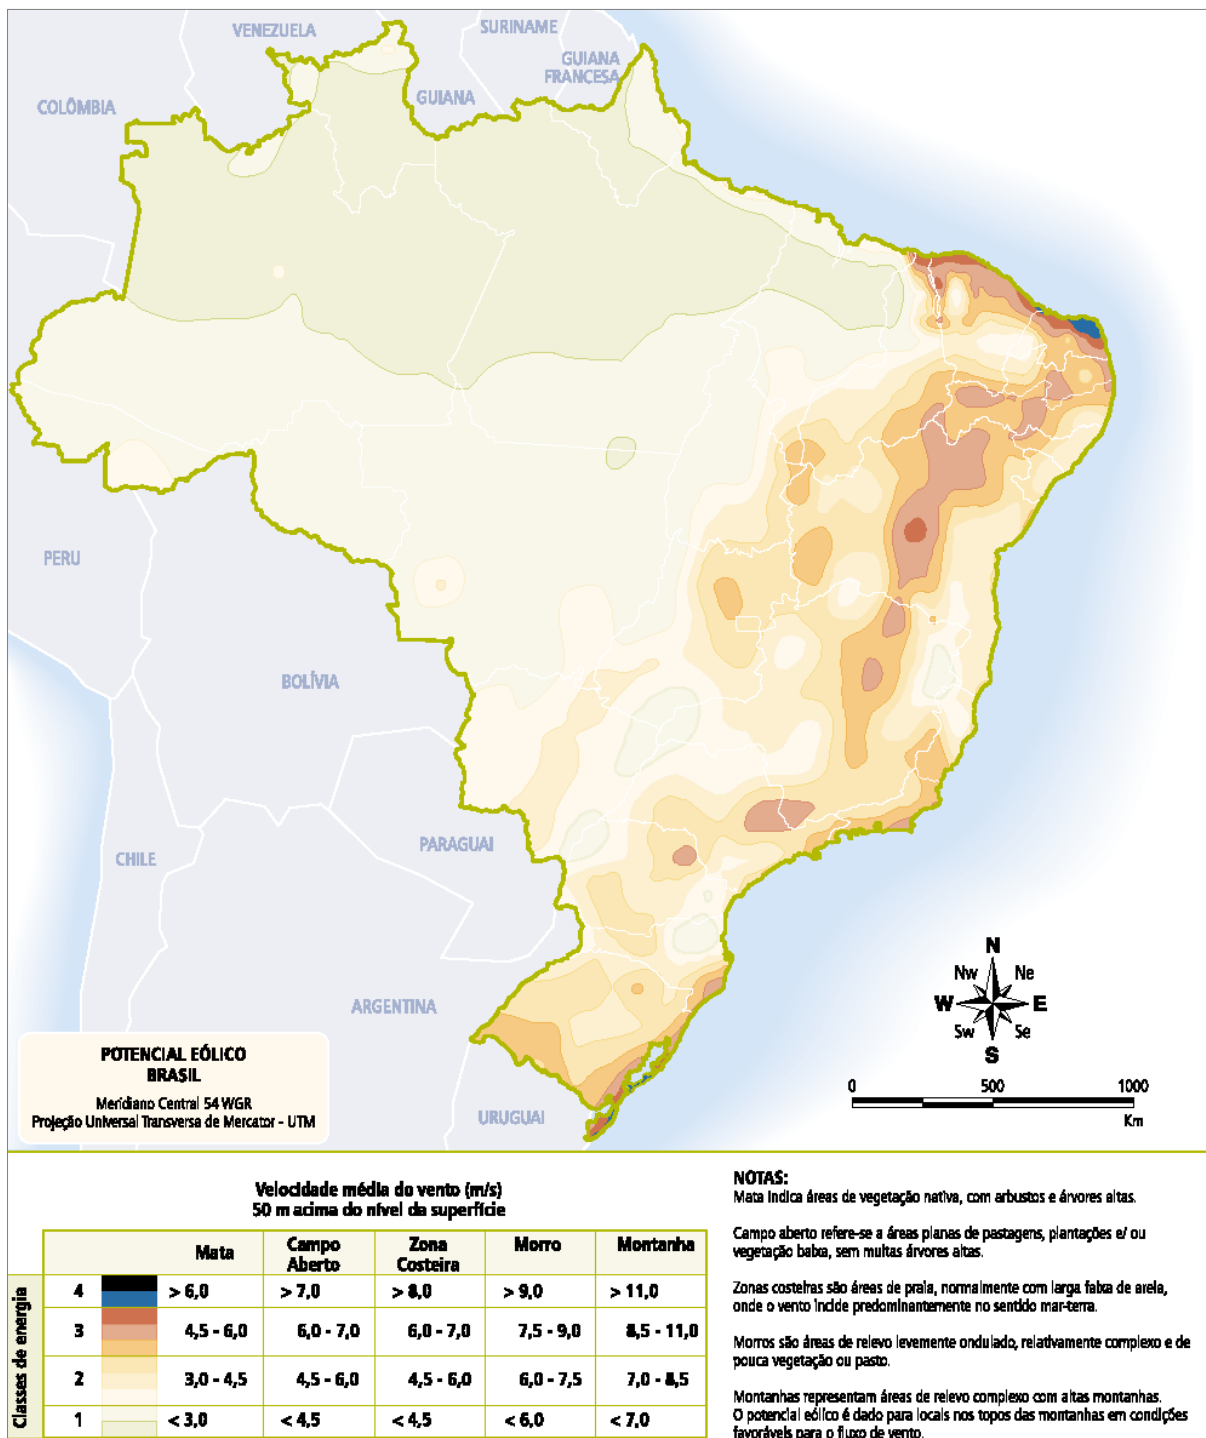 VENEZUELA
SURINAME
GUIANA
FRANCESA
COLÔMBIA
GUIANA
PERU
BOLÍVIA
PARAGUAI
CHILE
ARGENTINA
URUGUAI
N
Nw Ne
W E
Sw Se
S
0 500 1000
Km
POTENCIAL EÓLICO
BRASIL
Meridiano Central 54 WGR
Projeção Universal Transversa de Mercator - UTM
Velocidade média do vento (m/s)
50 m acima do nível da superfície
Mata Campo Aberto Zona Costeira Morro Montanha
Classes de energia
4 > 6,0 > 7,0 > 8,0 > 9,0 > 11,0
3 4,5 - 6,0 6,0 - 7,0 6,0 - 7,0 7,5 - 9,0 8,5 - 11,0
2 3,0 - 4,5 4,5 - 6,0 4,5 - 6,0 6,0 - 7,5 7,0 - 8,5
1 < 3,0 < 4,5 < 4,5 < 6,0 < 7,0
NOTAS:
Mata indica áreas de vegetação nativa, com arbustos e árvores altas.
Campo aberto refere-se a áreas planas de pastagens, plantações e/ ou
vegetação baixa, sem muitas árvores altas.
Zonas costeiras são áreas de praia, normalmente com larga faixa de areia,
onde o vento incide predominantemente no sentido mar-terra.
Morros são áreas de relevo levemente ondulado, relativamente complexo e de
pouca vegetação ou pasto.
Montanhas representam áreas de relevo complexo com altas montanhas.
O potencial eólico é dado para locais nos topos das montanhas em condições
favoráveis para o fluxo de vento.